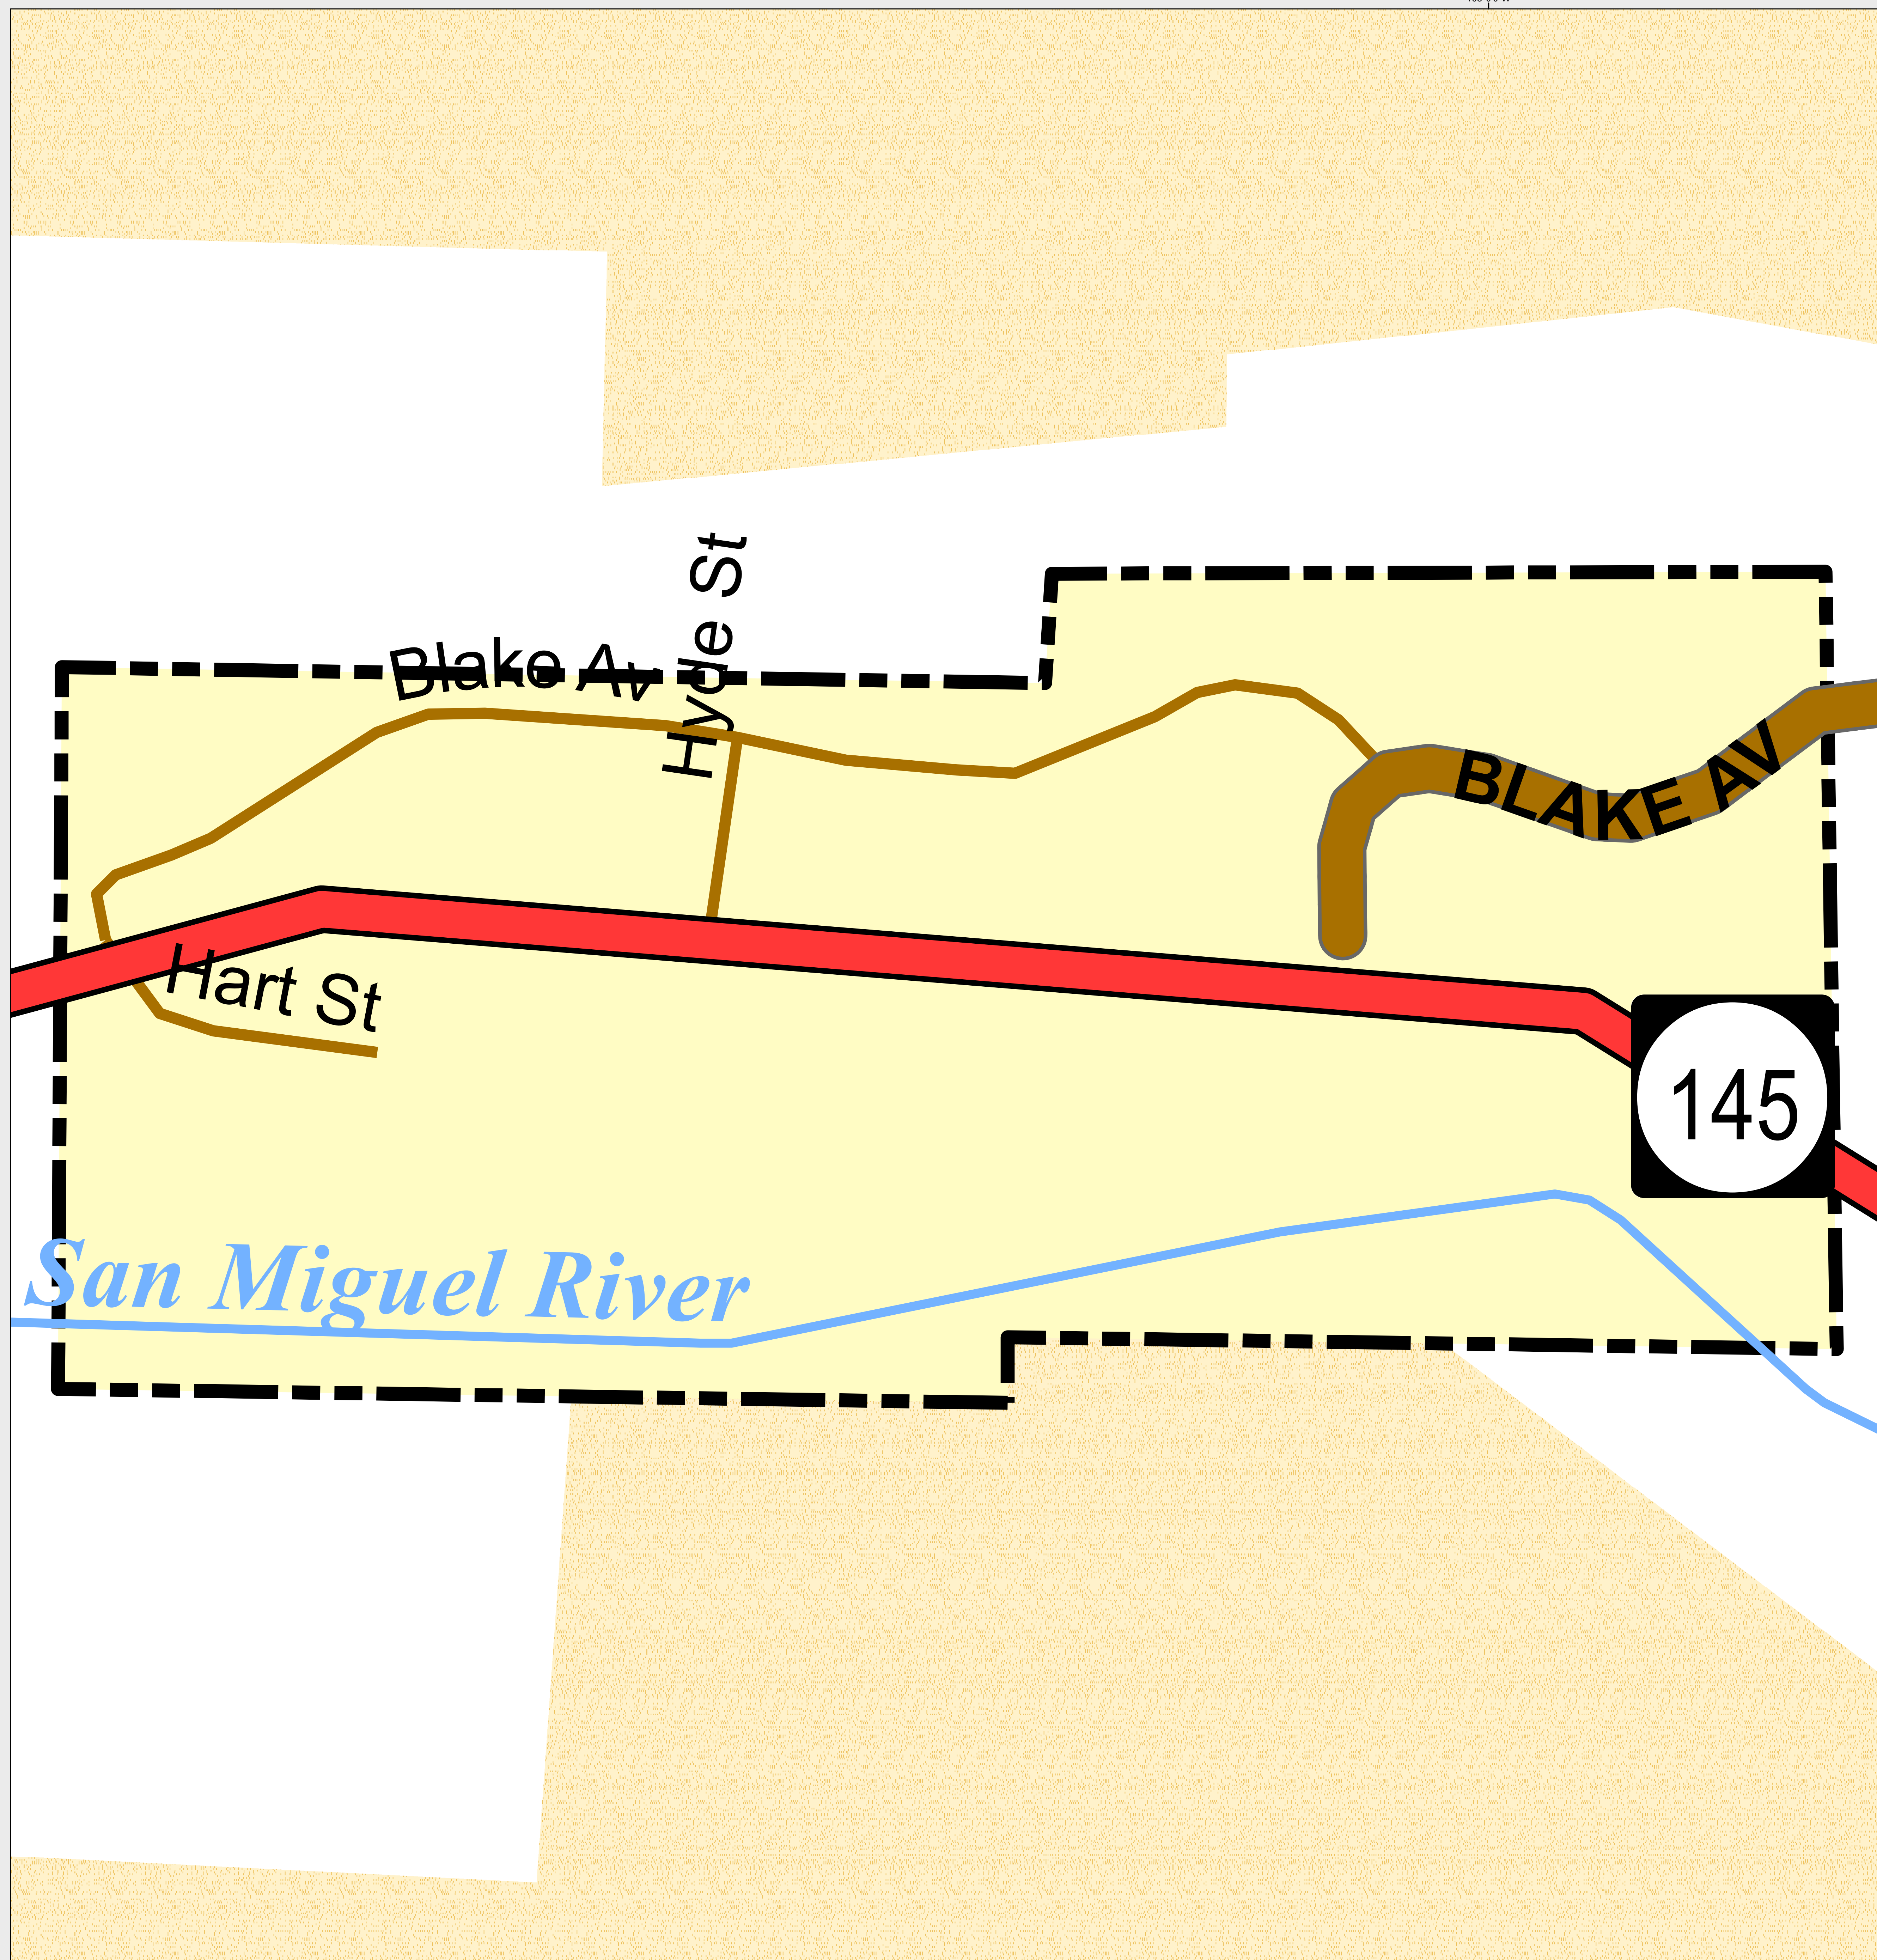 Hyde St
Blake Av
BLAKE AV
Hart St
145
San Miguel River